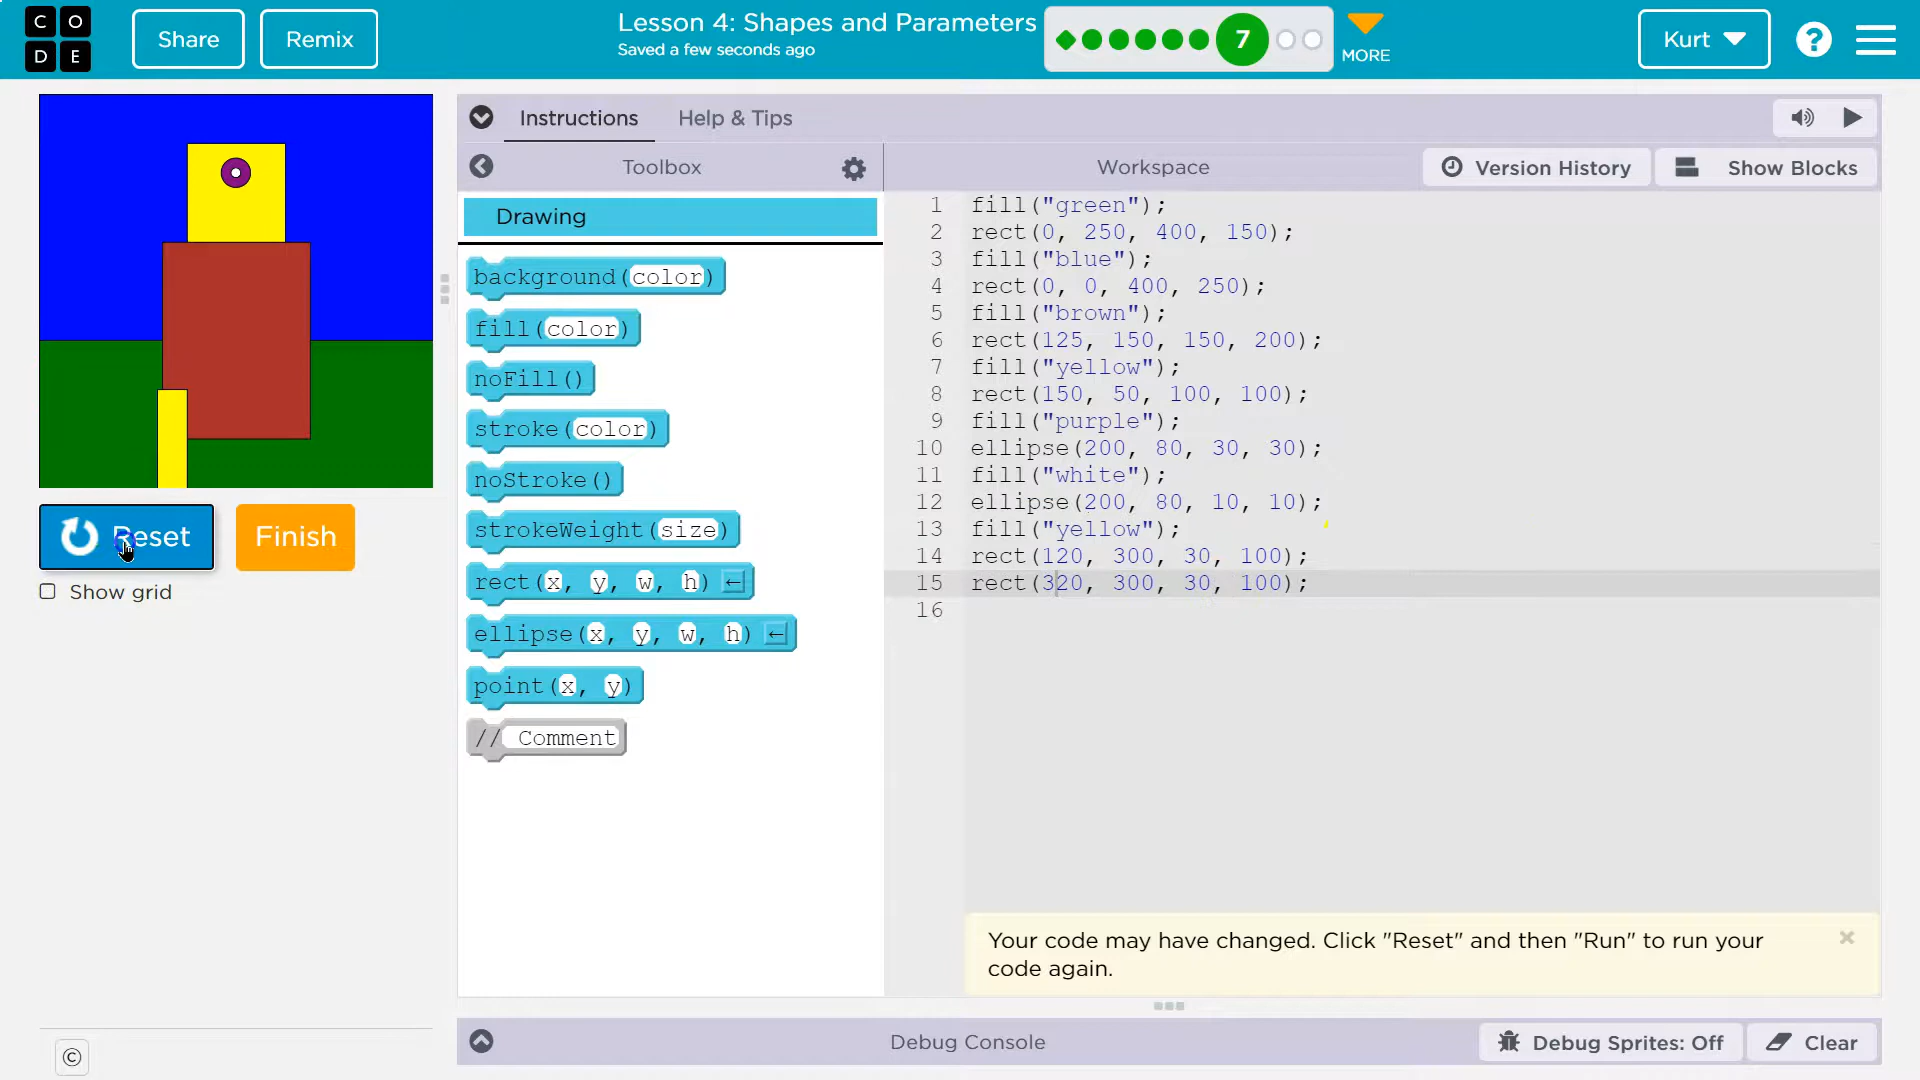 CO
DE
Share
Remix
Lesson 4: Shapes and Parameters
Saved a few seconds ago
7
MORE
Kurt
?
Instructions
Help & Tips
Toolbox
Workspace
Version History
Show Blocks
Drawing
background(color)
fill(color)
noFill()
stroke(color)
noStroke()
strokeWeight(size)
rect(x, y, w, h) ←
ellipse(x, y, w, h) ←
point(x, y)
// Comment
1 fill("green");
2 rect(0, 250, 400, 150);
3 fill("blue");
4 rect(0, 0, 400, 250);
5 fill("brown");
6 rect(125, 150, 150, 200);
7 fill("yellow");
8 rect(150, 50, 100, 100);
9 fill("purple");
10 ellipse(200, 80, 30, 30);
11 fill("white");
12 ellipse(200, 80, 10, 10);
13 fill("yellow");
14 rect(120, 300, 30, 100);
15 rect(320, 300, 30, 100);
16
Reset
Finish
Show grid
Your code may have changed. Click "Reset" and then "Run" to run your
code again.
×
©
Debug Console
Debug Sprites: Off
Clear